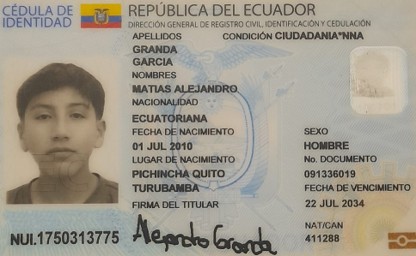 CÉDULA DE IDENTIDAD
REPÚBLICA DEL ECUADOR
DIRECCIÓN GENERAL DE REGISTRO CIVIL, IDENTIFICACIÓN Y CEDULACIÓN
APELLIDOS CONDICIÓN CIUDADANIA*NNA
GRANDA
GARCIA
NOMBRES
MATIAS ALEJANDRO
NACIONALIDAD
ECUATORIANA
FECHA DE NACIMIENTO SEXO
01 JUL 2010 HOMBRE
LUGAR DE NACIMIENTO No. DOCUMENTO
PICHINCHA QUITO 091336019
TURUBAMBA FECHA DE VENCIMIENTO
FIRMA DEL TITULAR 22 JUL 2034
NAT/CAN
NUI.1750313775 Alejandro Granda 411288